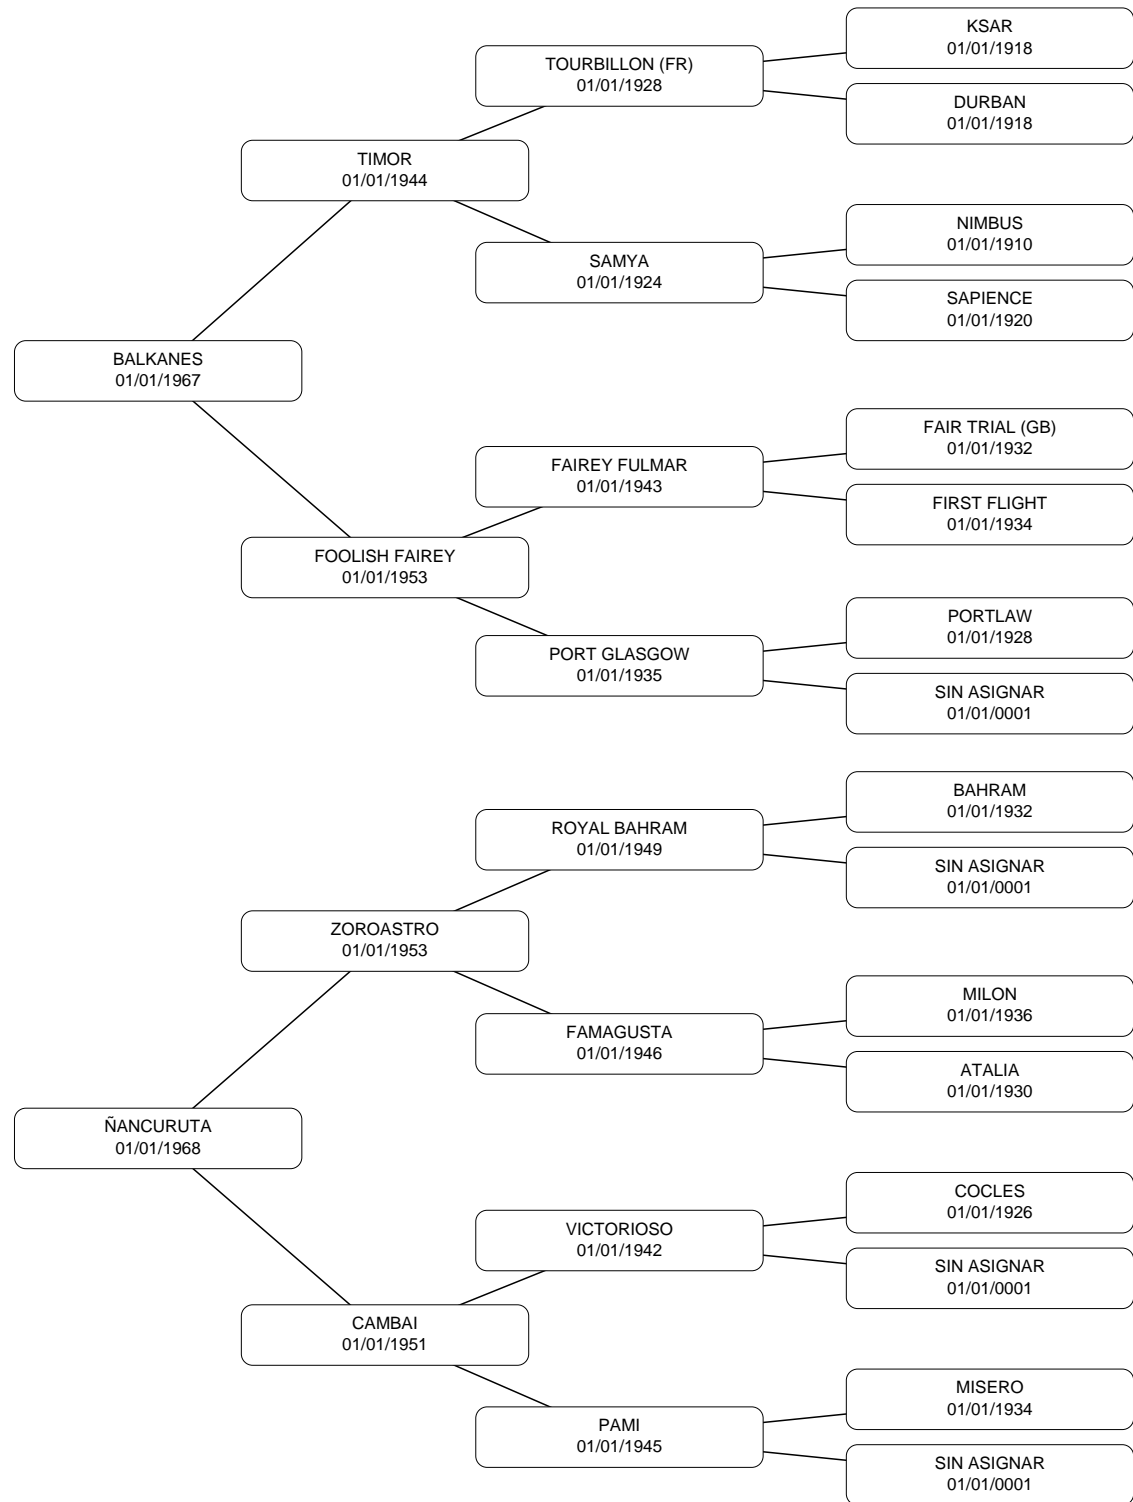 KSAR
01/01/1918
TOURBILLON (FR)
01/01/1928
DURBAN
01/01/1918
TIMOR
01/01/1944
NIMBUS
01/01/1910
SAMYA
01/01/1924
SAPIENCE
01/01/1920
BALKANES
01/01/1967
FAIR TRIAL (GB)
01/01/1932
FAIREY FULMAR
01/01/1943
FIRST FLIGHT
01/01/1934
FOOLISH FAIREY
01/01/1953
PORTLAW
01/01/1928
PORT GLASGOW
01/01/1935
SIN ASIGNAR
01/01/0001
BAHRAM
01/01/1932
ROYAL BAHRAM
01/01/1949
SIN ASIGNAR
01/01/0001
ZOROASTRO
01/01/1953
MILON
01/01/1936
FAMAGUSTA
01/01/1946
ATALIA
01/01/1930
ÑANCURUTA
01/01/1968
COCLES
01/01/1926
VICTORIOSO
01/01/1942
SIN ASIGNAR
01/01/0001
CAMBAI
01/01/1951
MISERO
01/01/1934
PAMI
01/01/1945
SIN ASIGNAR
01/01/0001